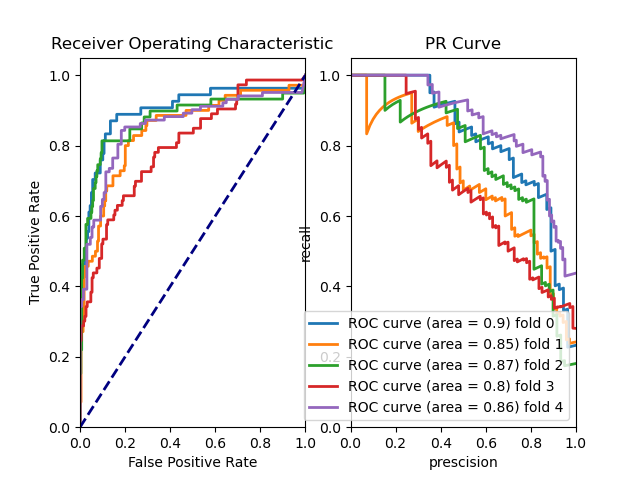 Receiver Operating Characteristic
PR Curve
1.0
0.8
0.6
0.4
0.2
0.0
True Positive Rate
0.0 0.2 0.4 0.6 0.8 1.0
False Positive Rate
1.0
0.8
0.6
0.4
0.2
0.0
recall
0.0 0.2 0.4 0.6 0.8 1.0
prescision
ROC curve (area = 0.9) fold 0
ROC curve (area = 0.85) fold 1
ROC curve (area = 0.87) fold 2
ROC curve (area = 0.8) fold 3
ROC curve (area = 0.86) fold 4